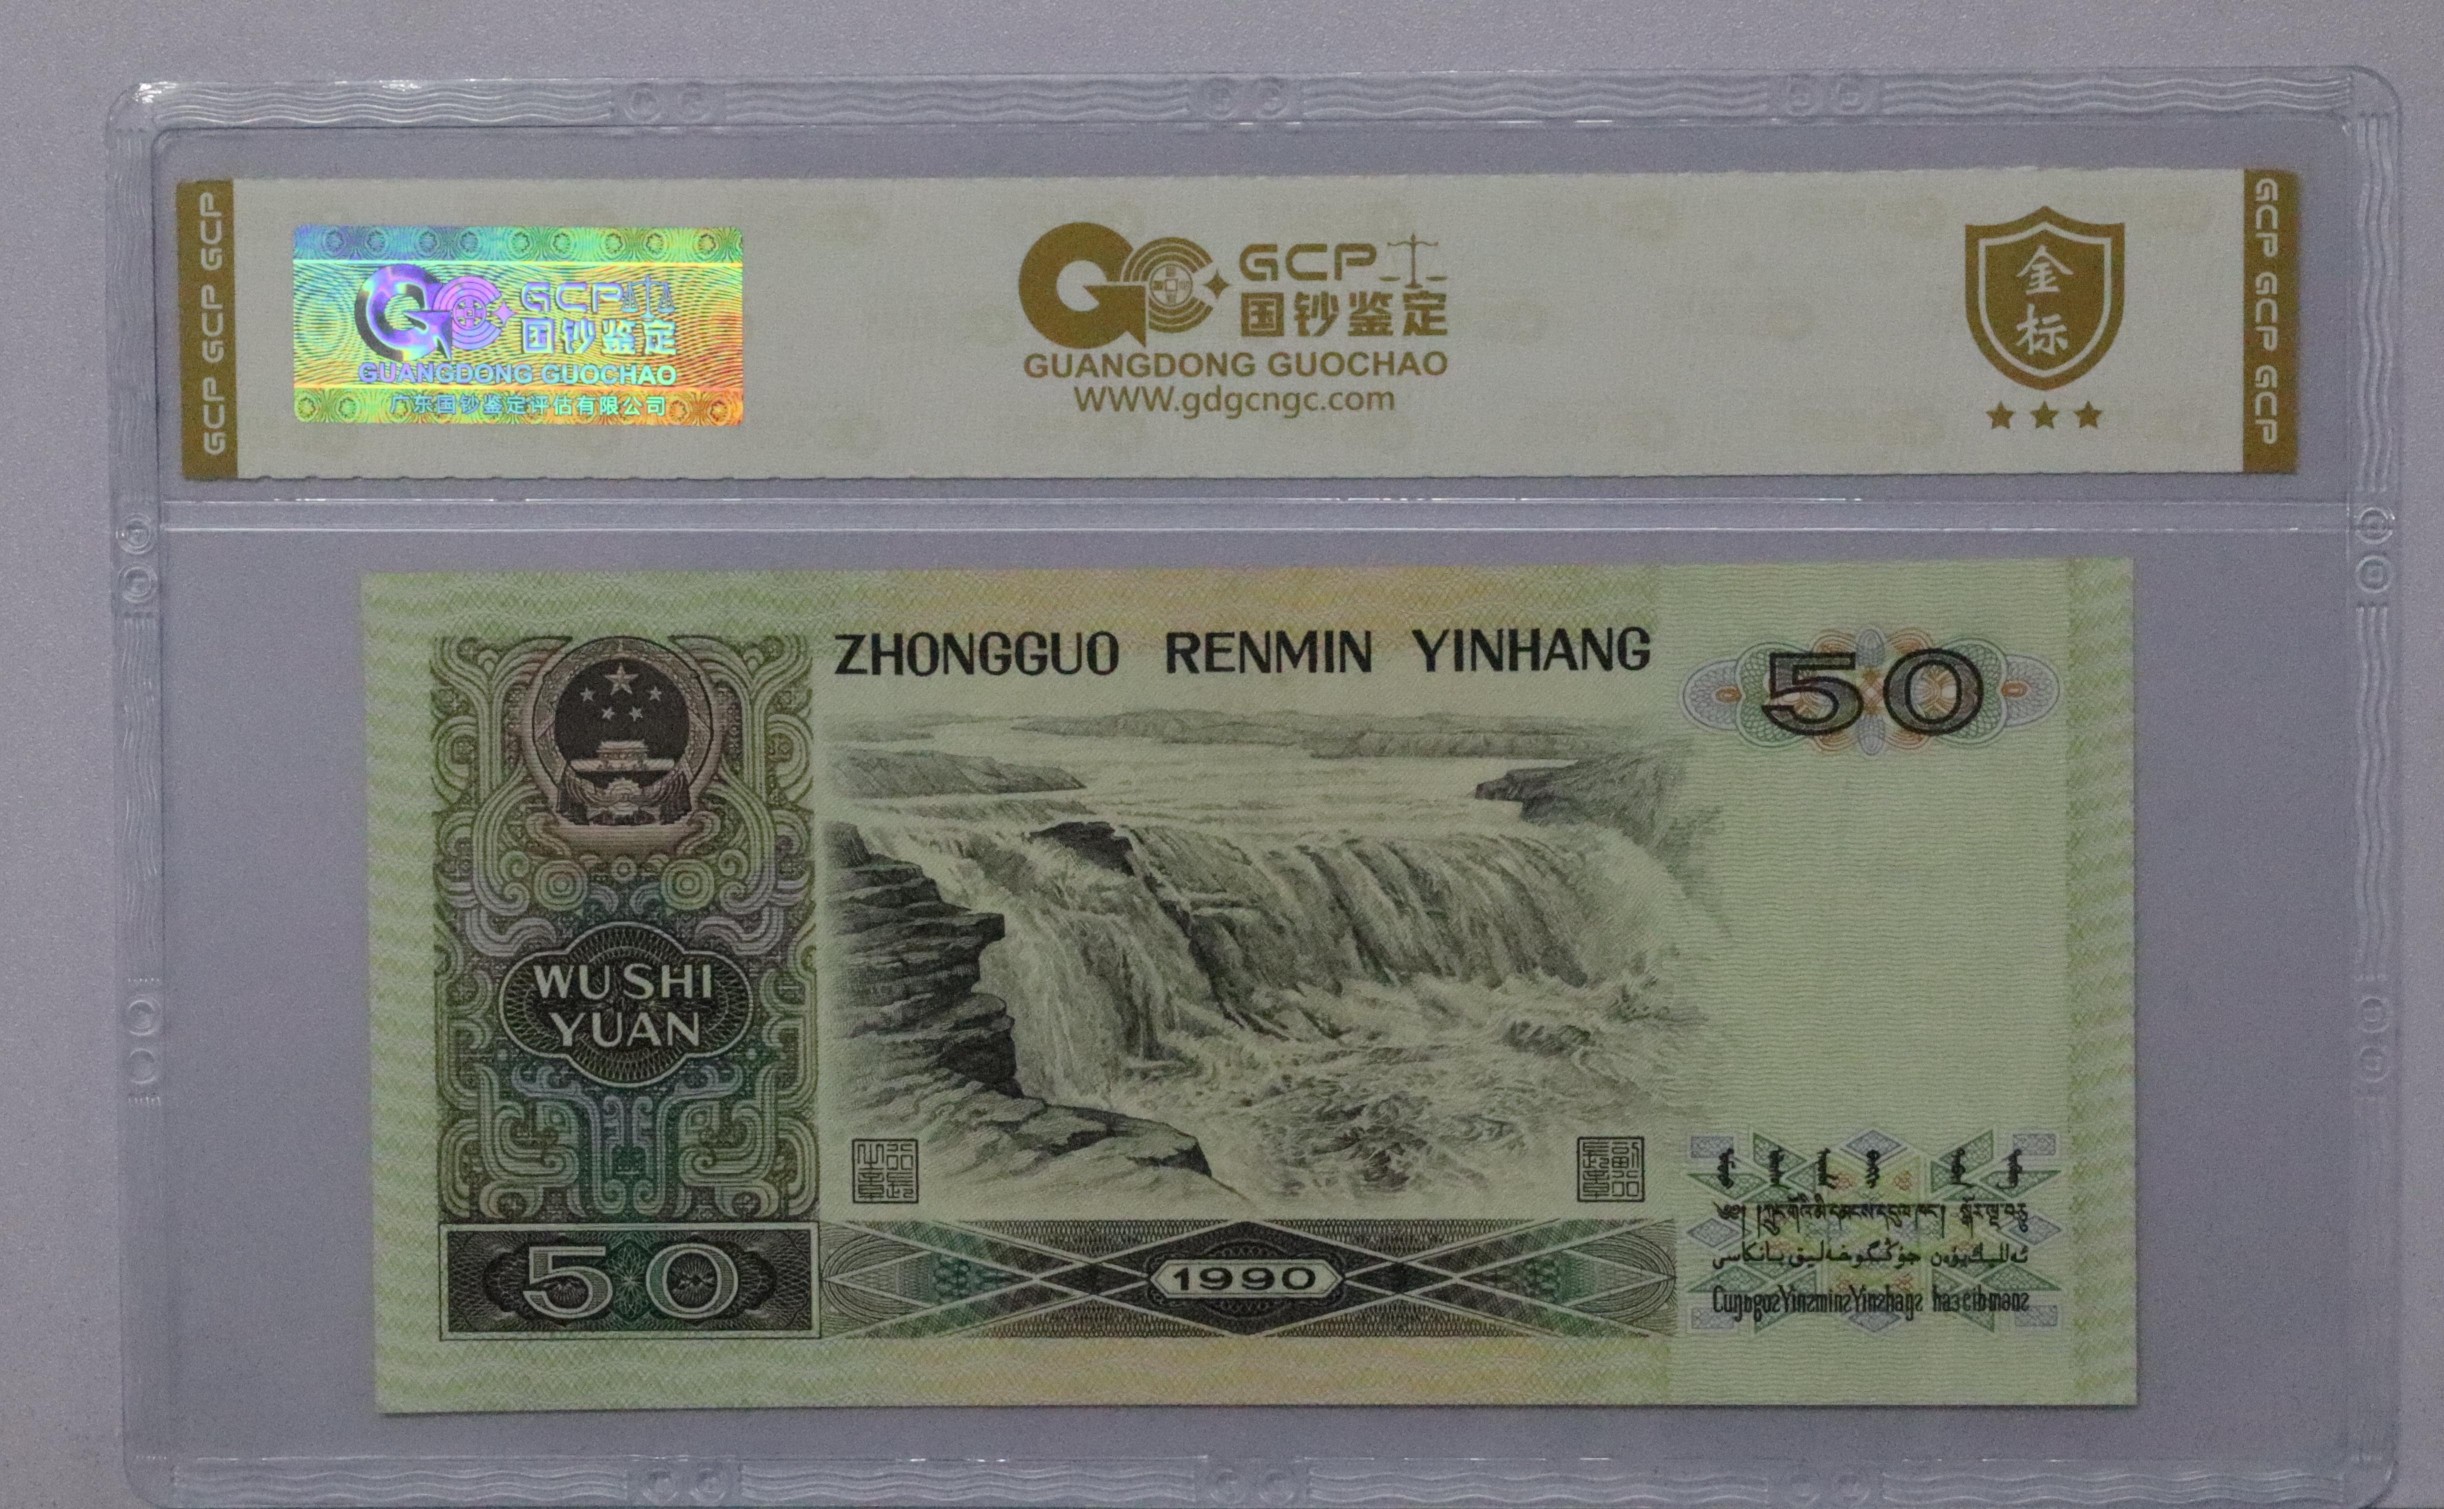 GCP GCP GCP
GCP
国钞鉴定
GUANGDONG GUOCHAO
广东国钞鉴定评估有限公司
GCP
国钞鉴定
GUANGDONG GUOCHAO
WWW.gdgcngc.com
金
标
GCP GCP GCP
ZHONGGUO RENMIN YINHANG
50
WU SHI
YUAN
50
1990